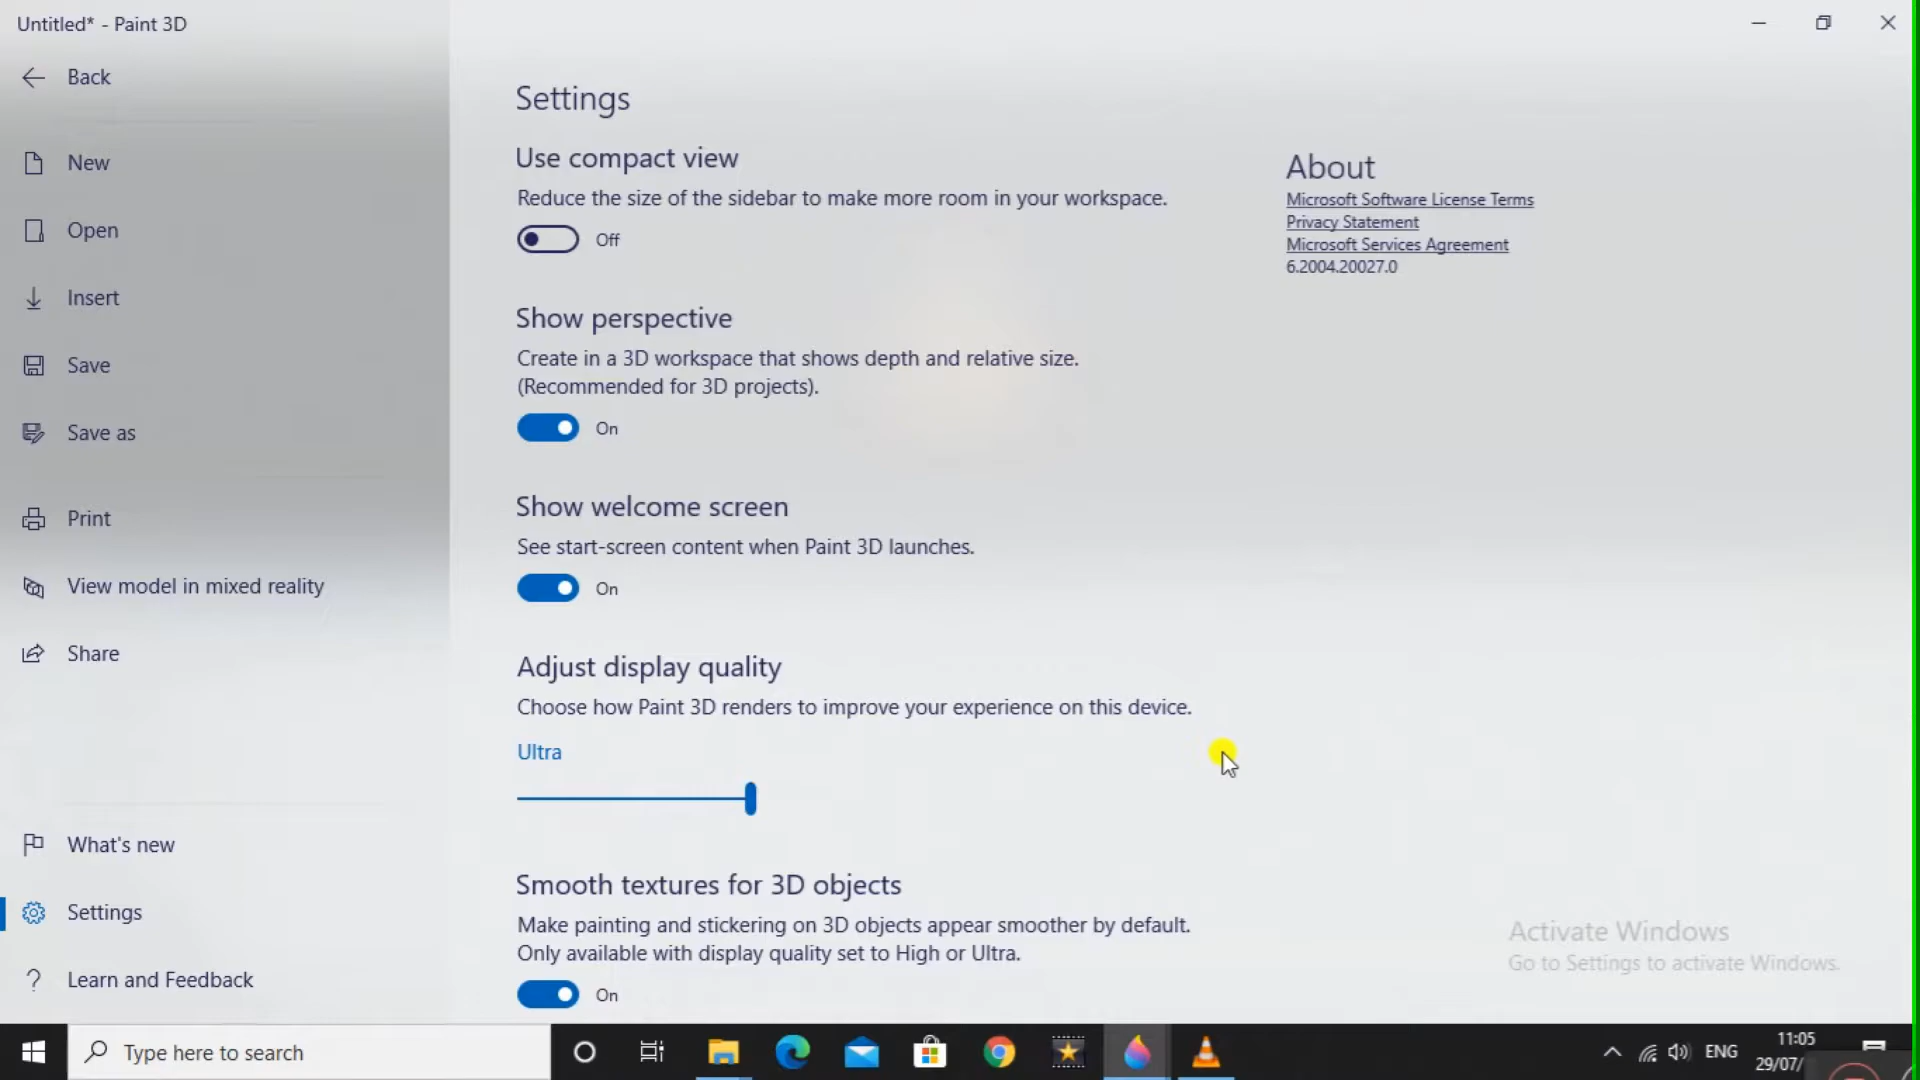 Untitled* - Paint 3D
Back
New
Open
Insert
Save
Save as
Print
View model in mixed reality
Share
What's new
Settings
Learn and Feedback
Settings
Use compact view
Reduce the size of the sidebar to make more room in your workspace.
Off
Show perspective
Create in a 3D workspace that shows depth and relative size.
(Recommended for 3D projects).
On
Show welcome screen
See start-screen content when Paint 3D launches.
On
Adjust display quality
Choose how Paint 3D renders to improve your experience on this device.
Ultra
Smooth textures for 3D objects
Make painting and stickering on 3D objects appear smoother by default.
Only available with display quality set to High or Ultra.
On
About
Microsoft Software License Terms
Privacy Statement
Microsoft Services Agreement
6.2004.20027.0
Activate Windows
Go to Settings to activate Windows.
Type here to search
ENG
11:05
29/07/